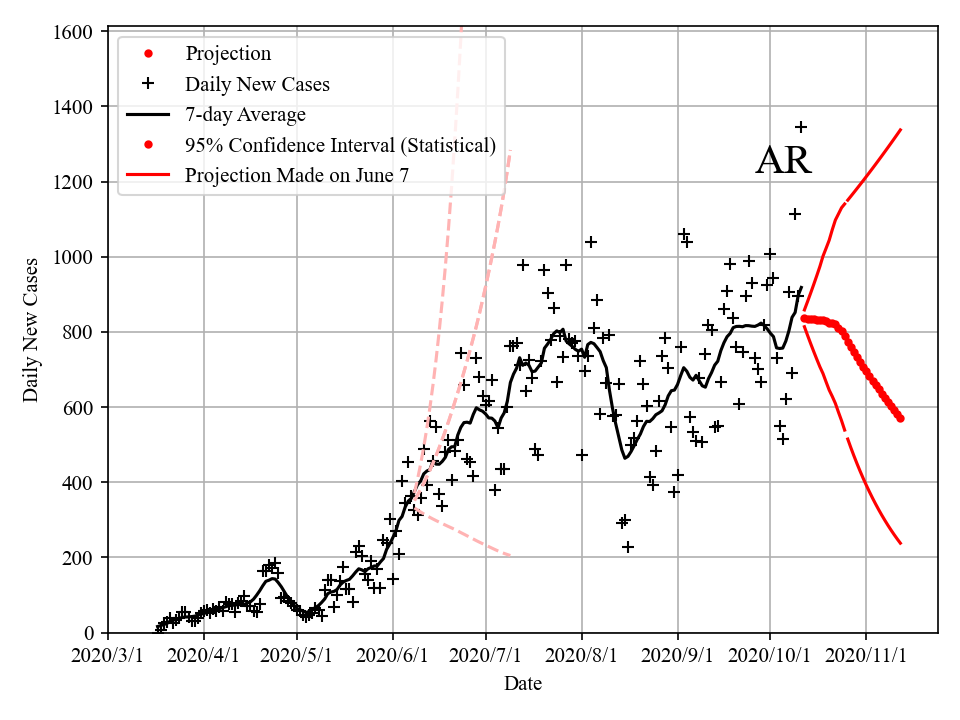 1600
1400
1200
1000
800
600
400
200
0
Daily New Cases
Projection
Daily New Cases
7-day Average
95% Confidence Interval (Statistical)
Projection Made on June 7
AR
2020/3/1 2020/4/1 2020/5/1 2020/6/1 2020/7/1 2020/8/1 2020/9/1 2020/10/1 2020/11/1
Date